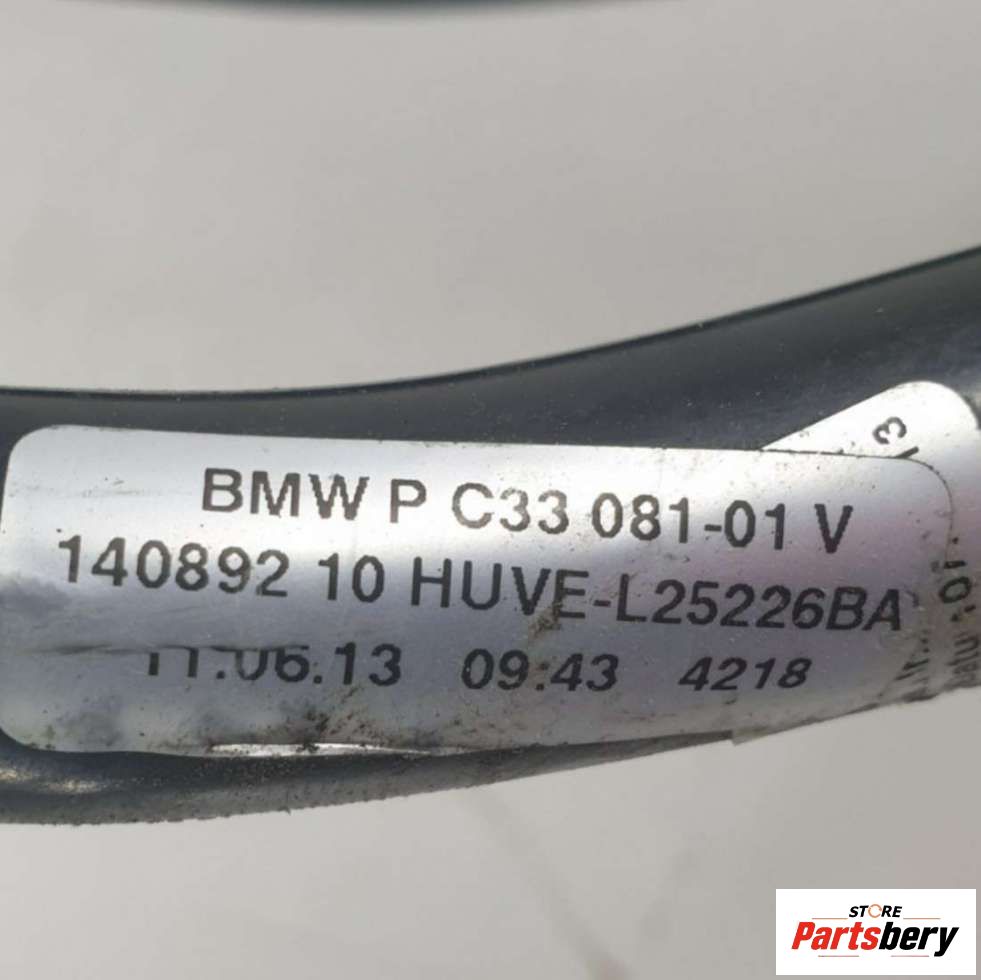 BMW P C33 081-01 V
140892 10 HUVE-L25226BA
11.06.13 09:43 4218
STORE
Partsbery